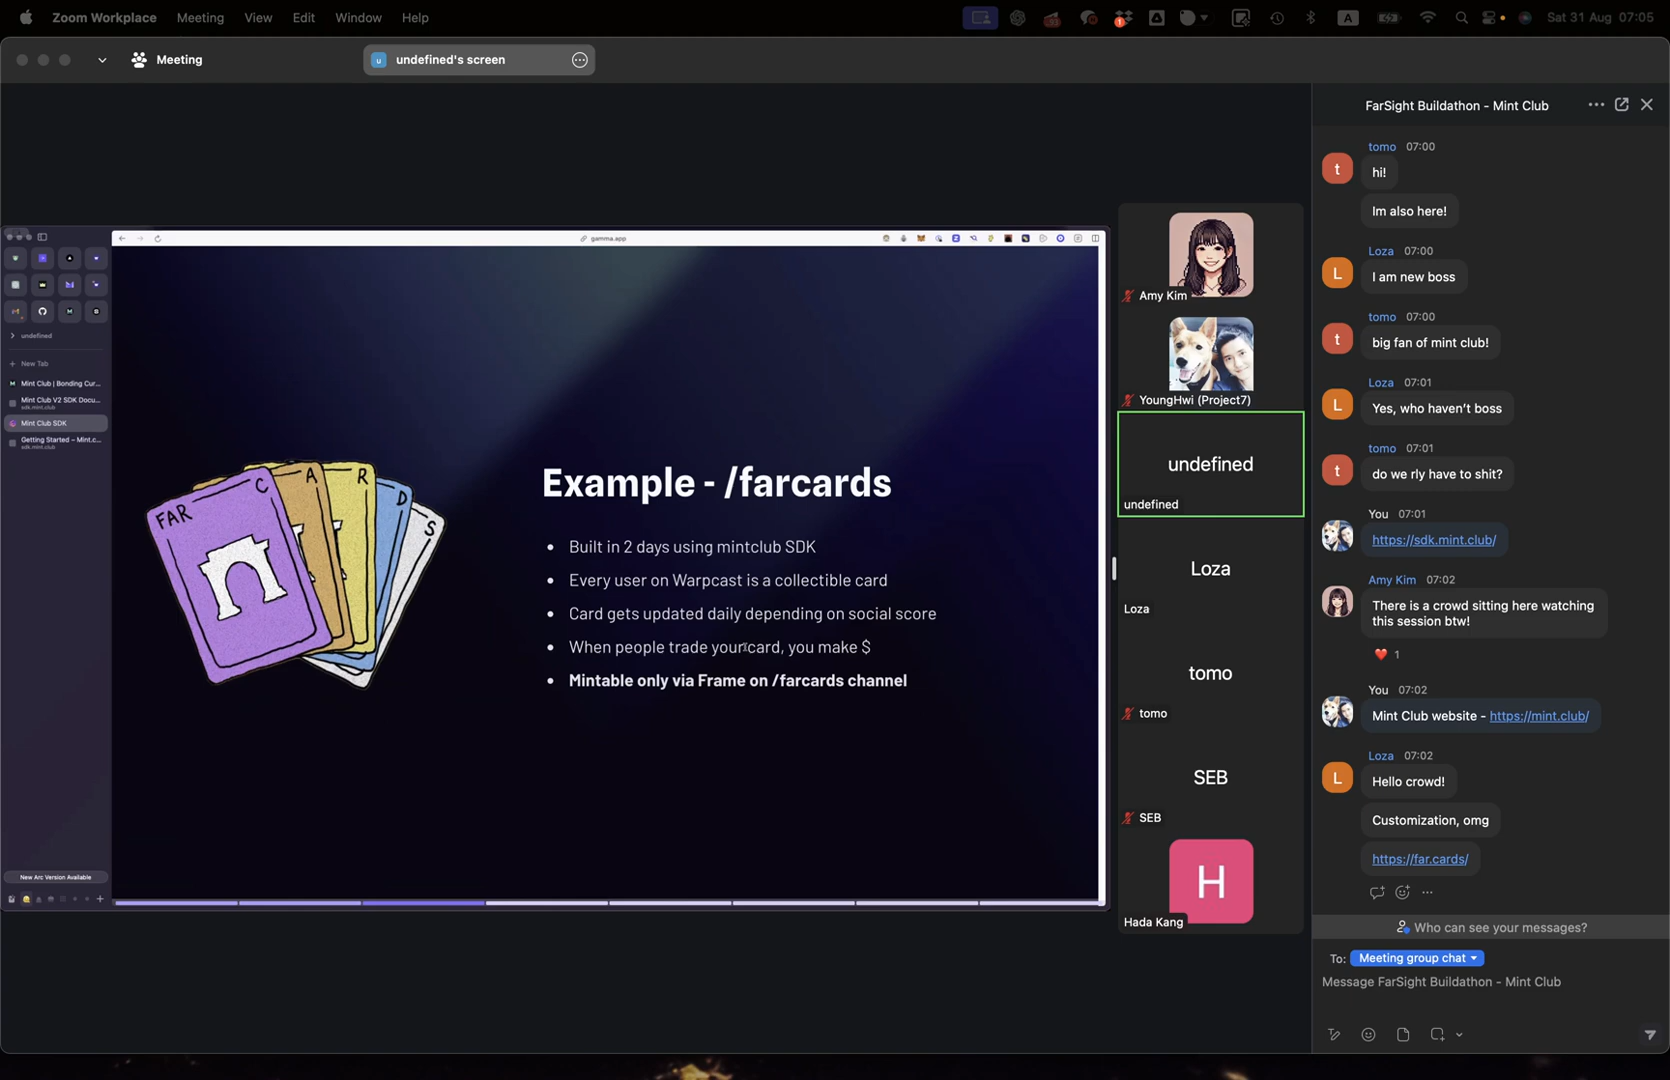 Zoom Workplace Meeting View Edit Window Help
A Sat 31 Aug 07:05
Meeting
u undefined's screen
gamma.app
undefined
New Tab
Mint Club | Bonding Cur...
Mint Club V2 SDK Docu...
sdk.mint.club
Mint Club SDK
Getting Started – Mint.c...
sdk.mint.club
New Arc Version Available
FAR
C
A
R
D
S
Example - /farcards
• Built in 2 days using mintclub SDK
• Every user on Warpcast is a collectible card
• Card gets updated daily depending on social score
• When people trade your card, you make $
• Mintable only via Frame on /farcards channel
Amy Kim
YoungHwi (Project7)
undefined
undefined
Loza
Loza
tomo
tomo
SEB
SEB
H
Hada Kang
FarSight Buildathon - Mint Club
tomo 07:00
t
hi!
Im also here!
Loza 07:00
L
I am new boss
tomo 07:00
t
big fan of mint club!
Loza 07:01
L
Yes, who haven't boss
tomo 07:01
t
do we rly have to shit?
You 07:01
https://sdk.mint.club/
Amy Kim 07:02
There is a crowd sitting here watching
this session btw!
❤️ 1
You 07:02
Mint Club website - https://mint.club/
Loza 07:02
L
Hello crowd!
Customization, omg
https://far.cards/
Who can see your messages?
To: Meeting group chat
Message FarSight Buildathon - Mint Club